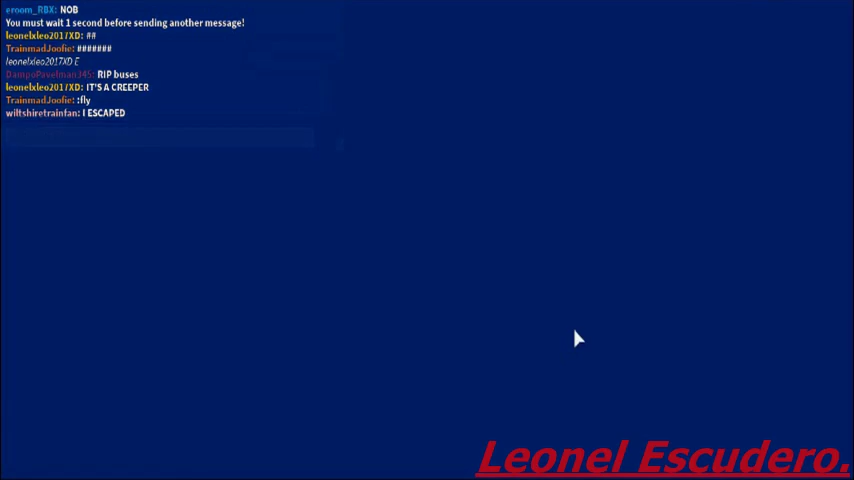 eroom_RBX: NOB
You must wait 1 second before sending another message!
leonelxleo2017XD: ##
TrainmadJoofie: #######
leonelxleo2017XD E
DampoPavelman345: RIP buses
leonelxleo2017XD: IT'S A CREEPER
TrainmadJoofie: :fly
wiltshiretrainfan: I ESCAPED
Leonel Escudero.